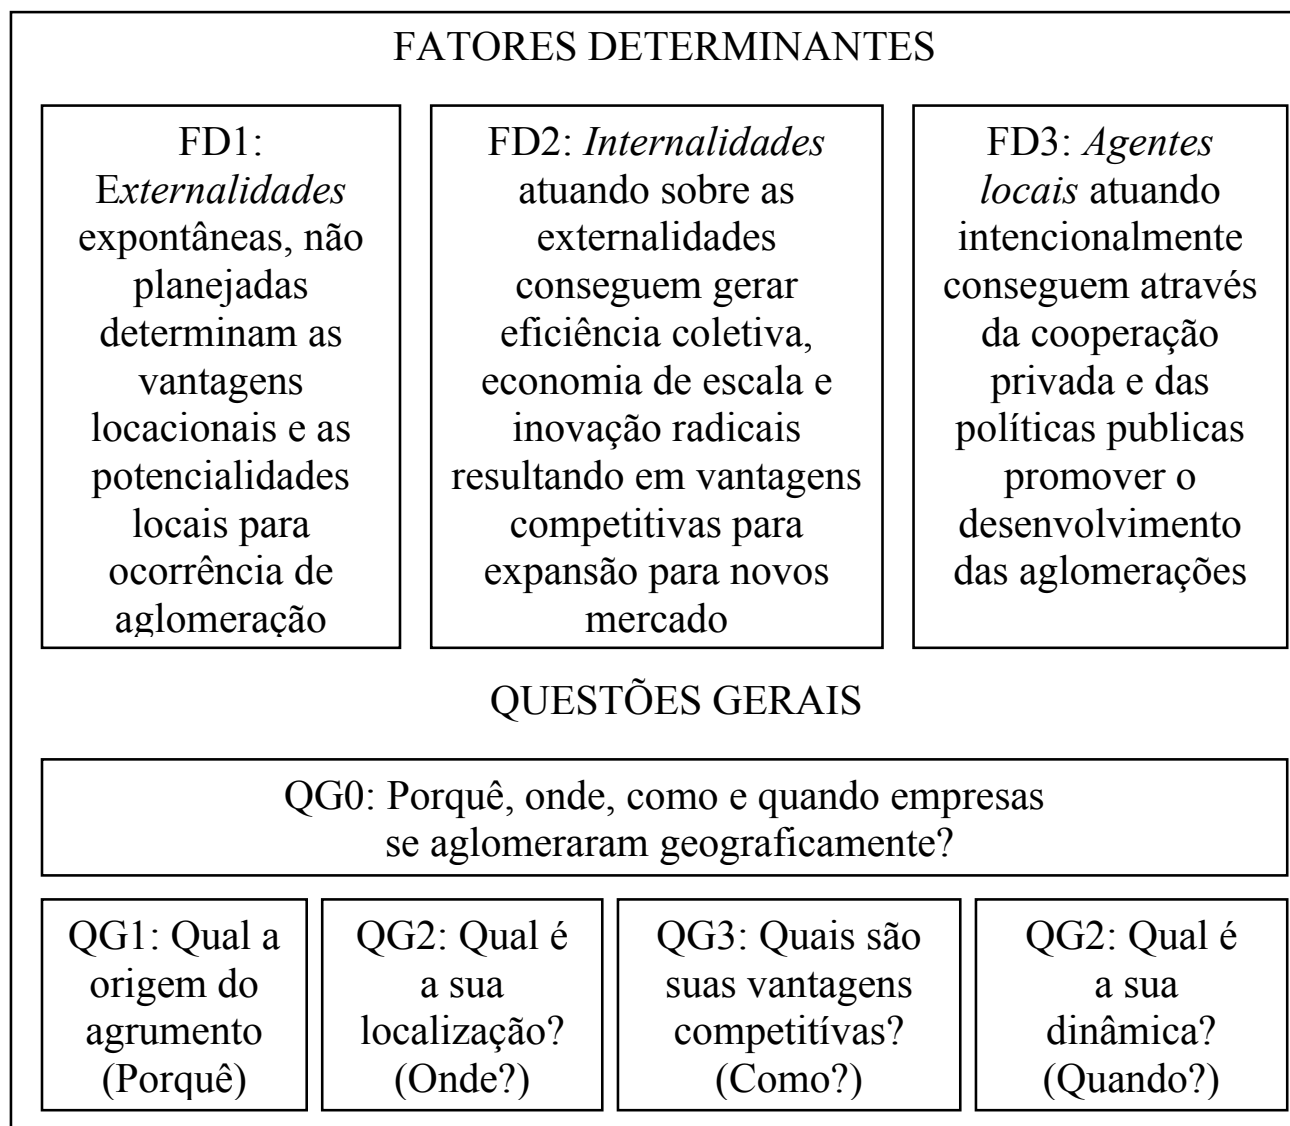 FATORES DETERMINANTES
FD1:
Externalidades
expontâneas, não
planejadas
determinam as
vantagens
locacionais e as
potencialidades
locais para
ocorrência de
aglomeração
FD2: Internalidades
atuando sobre as
externalidades
conseguem gerar
eficiência coletiva,
economia de escala e
inovação radicais
resultando em vantagens
competitivas para
expansão para novos
mercado
FD3: Agentes
locais atuando
intencionalmente
conseguem através
da cooperação
privada e das
políticas publicas
promover o
desenvolvimento
das aglomerações
QUESTÕES GERAIS
QG0: Porquê, onde, como e quando empresas
se aglomeraram geograficamente?
QG1: Qual a
origem do
agrumento
(Porquê)
QG2: Qual é
a sua
localização?
(Onde?)
QG3: Quais são
suas vantagens
competitívas?
(Como?)
QG2: Qual é
a sua
dinâmica?
(Quando?)